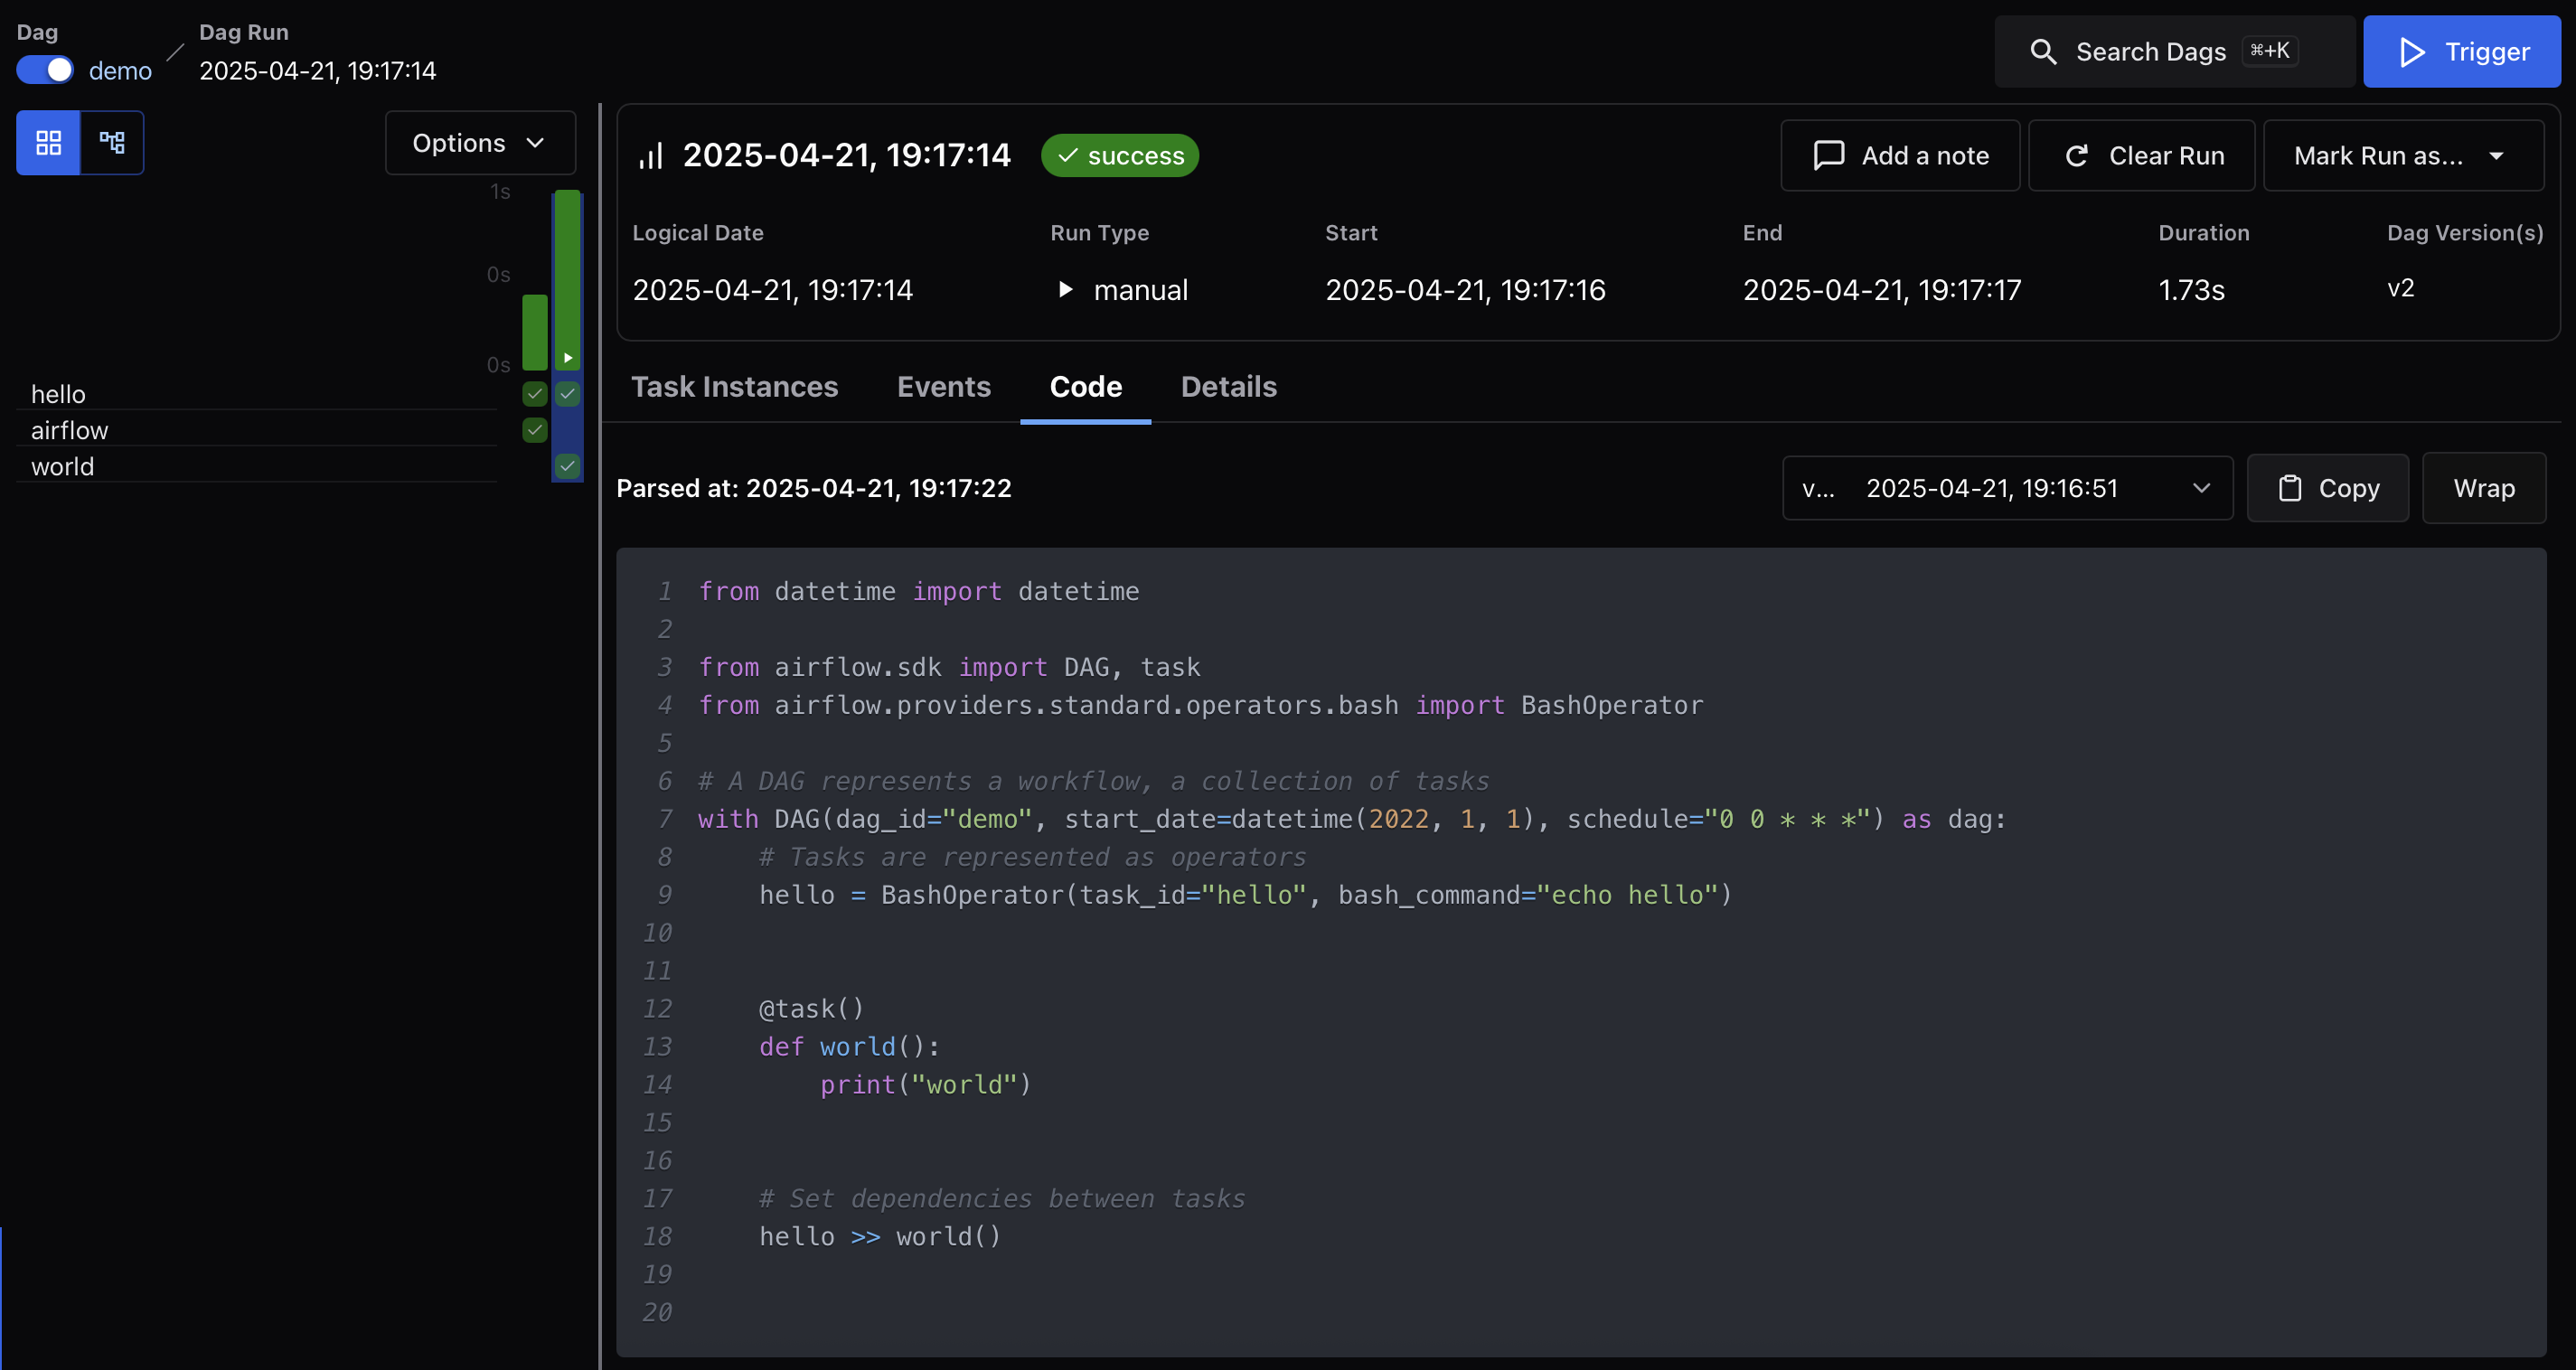 Dag
demo
Dag Run
2025-04-21, 19:17:14
Search Dags ⌘+K
Trigger
Options
1s
0s
0s
hello
airflow
world
2025-04-21, 19:17:14 success
Add a note
Clear Run
Mark Run as...
Logical Date Run Type Start End Duration Dag Version(s)
2025-04-21, 19:17:14 manual 2025-04-21, 19:17:16 2025-04-21, 19:17:17 1.73s v2
Task Instances Events Code Details
Parsed at: 2025-04-21, 19:17:22
v... 2025-04-21, 19:16:51
Copy
Wrap
1 from datetime import datetime
2
3 from airflow.sdk import DAG, task
4 from airflow.providers.standard.operators.bash import BashOperator
5
6 # A DAG represents a workflow, a collection of tasks
7 with DAG(dag_id="demo", start_date=datetime(2022, 1, 1), schedule="0 0 * * *") as dag:
8     # Tasks are represented as operators
9     hello = BashOperator(task_id="hello", bash_command="echo hello")
10
11
12     @task()
13     def world():
14         print("world")
15
16
17     # Set dependencies between tasks
18     hello >> world()
19
20